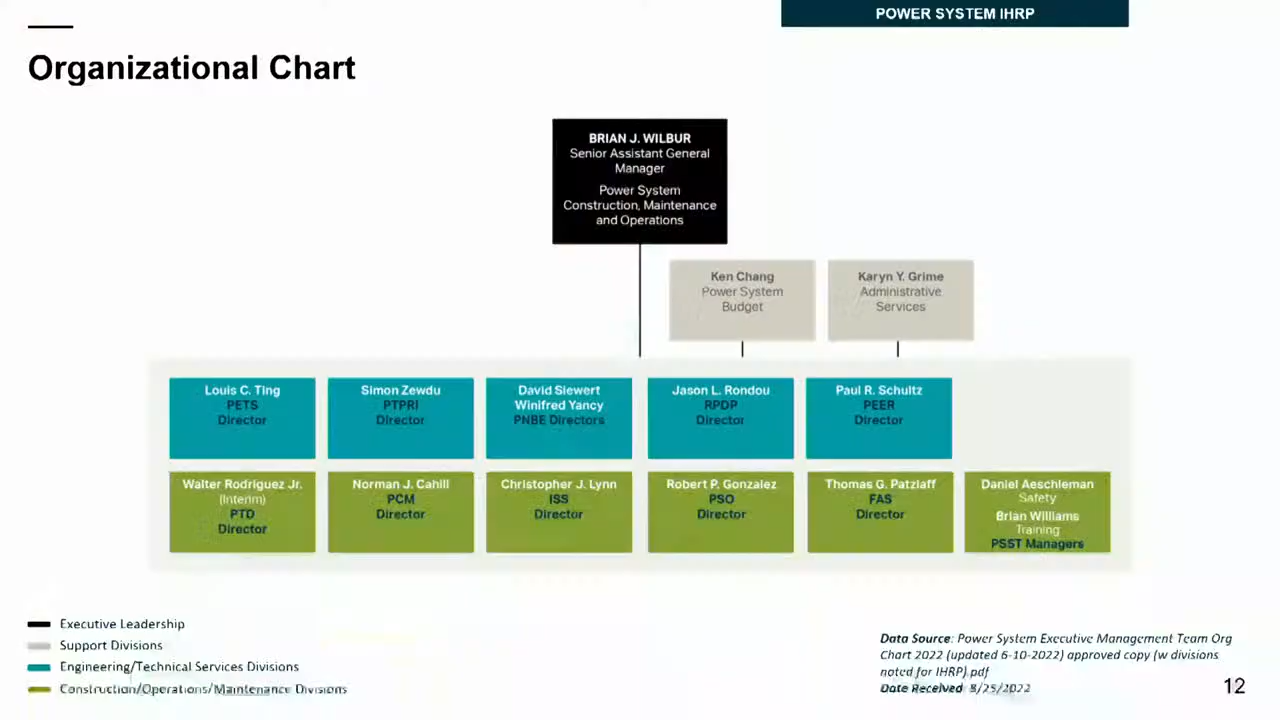 POWER SYSTEM IHRP
Organizational Chart
BRIAN J. WILBUR
Senior Assistant General
Manager
Power System
Construction, Maintenance
and Operations
Ken Chang
Power System
Budget
Karyn Y. Grime
Administrative
Services
Louis C. Ting
PETS
Director
Simon Zewdu
PTPRI
Director
David Siewert
Winifred Yancy
PNBE Directors
Jason L. Rondou
RPDP
Director
Paul R. Schultz
PEER
Director
Walter Rodriguez Jr.
(Interim)
PTD
Director
Norman J. Cahill
PCM
Director
Christopher J. Lynn
ISS
Director
Robert P. Gonzalez
PSO
Director
Thomas G. Patzlaff
FAS
Director
Daniel Aeschleman
Safety
Brian Williams
Training
PSST Managers
Executive Leadership
Support Divisions
Engineering/Technical Services Divisions
Construction/Operations/Maintenance Divisions
Data Source: Power System Executive Management Team Org
Chart 2022 (updated 6-10-2022) approved copy (w divisions
noted for IHRP).pdf
Date Received 8/25/2022
12